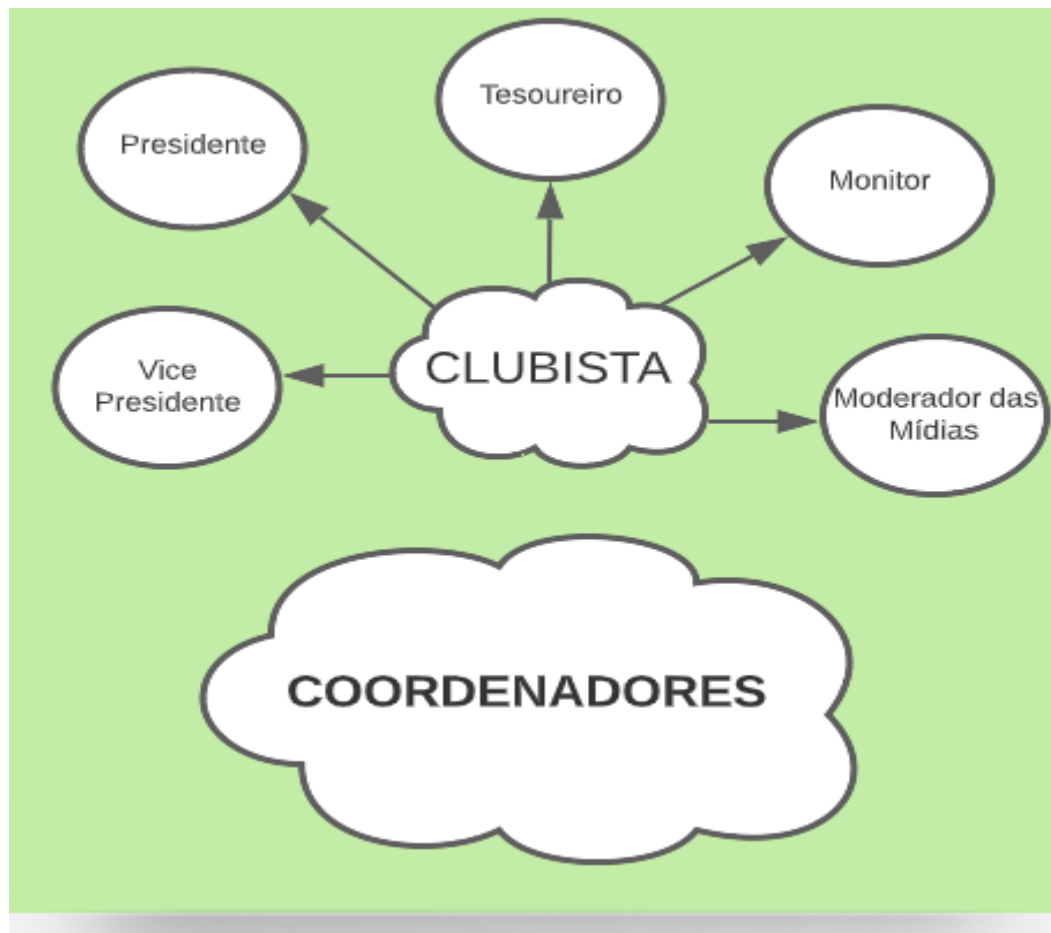 Tesoureiro
Presidente
Monitor
CLUBISTA
Vice
Presidente
Moderador das
Mídias
COORDENADORES